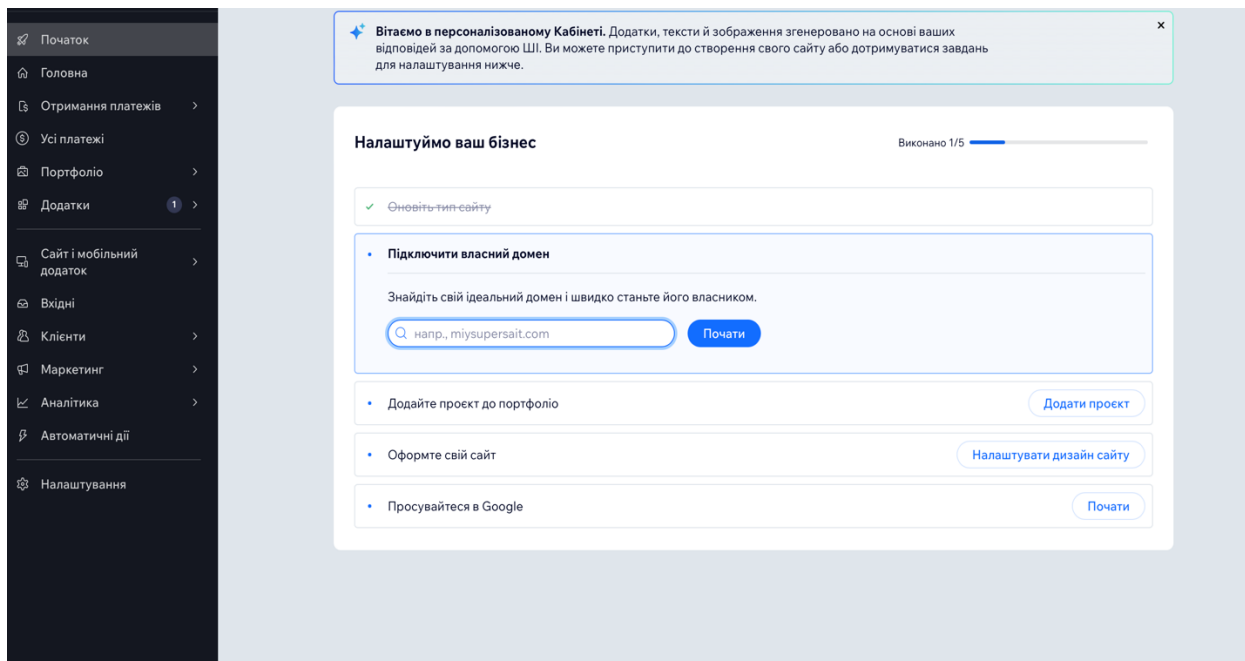 Початок
Головна
Отримання платежів
Усі платежі
Портфоліо
Додатки 1
Сайт і мобільний
додаток
Вхідні
Клієнти
Маркетинг
Аналітика
Автоматичні дії
Налаштування
Вітаємо в персоналізованому Кабінеті. Додатки, тексти й зображення згенеровано на основі ваших
відповідей за допомогою ШІ. Ви можете приступити до створення свого сайту або дотримуватися завдань
для налаштування нижче.
Налаштуймо ваш бізнес
Виконано 1/5
Оновіть тип сайту
Підключити власний домен
Знайдіть свій ідеальний домен і швидко станьте його власником.
напр., miysupersait.com
Почати
Додайте проєкт до портфоліо
Додати проєкт
Оформте свій сайт
Налаштувати дизайн сайту
Просувайтеся в Google
Почати